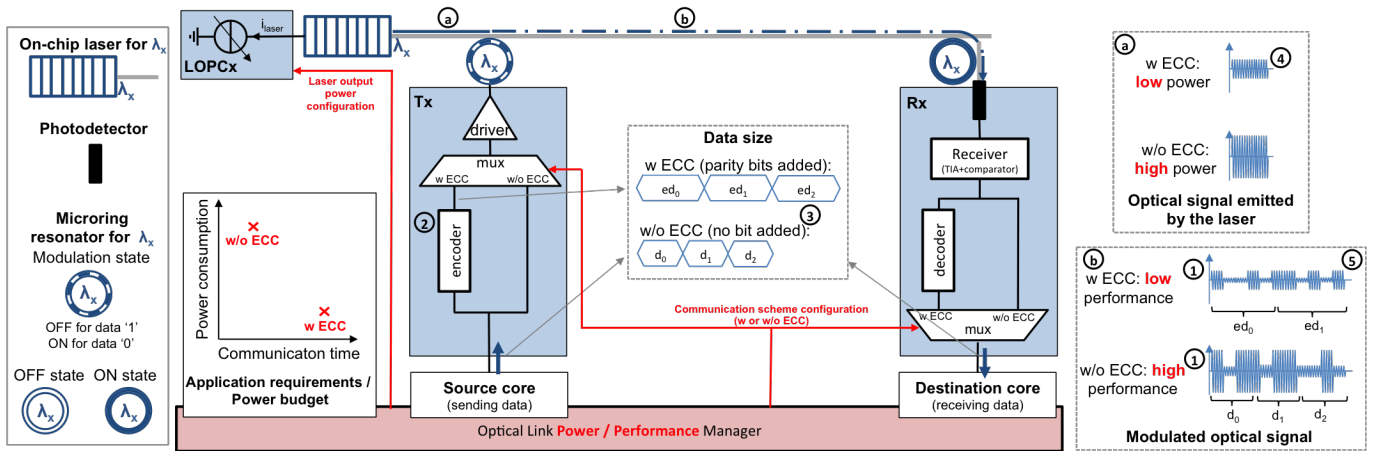 On-chip laser for λx
λx
Photodetector
Microring
resonator for λx
Modulation state
λx
OFF for data '1'
ON for data '0'
OFF state ON state
λx λx
ilaser
LOPCx
λx
Laser output
power
configuration
a
b
λx
λx
Power consumption
w/o ECC
w ECC
Communicaton time
Application requirements /
Power budget
Tx
driver
mux
w ECC w/o ECC
2
encoder
Source core
(sending data)
Data size
w ECC (parity bits added):
ed0 ed1 ed2
3
w/o ECC (no bit added):
d0 d1 d2
Communication scheme configuration
(w or w/o ECC)
Rx
Receiver
(TIA+comparator)
decoder
w ECC w/o ECC
mux
Destination core
(receiving data)
Optical Link Power / Performance Manager
a
w ECC:
low
power
4
w/o ECC:
high power
Optical signal emitted
by the laser
b
w ECC: low
performance
1
5
ed0 ed1
w/o ECC: high
performance
1
d0 d1 d2
Modulated optical signal